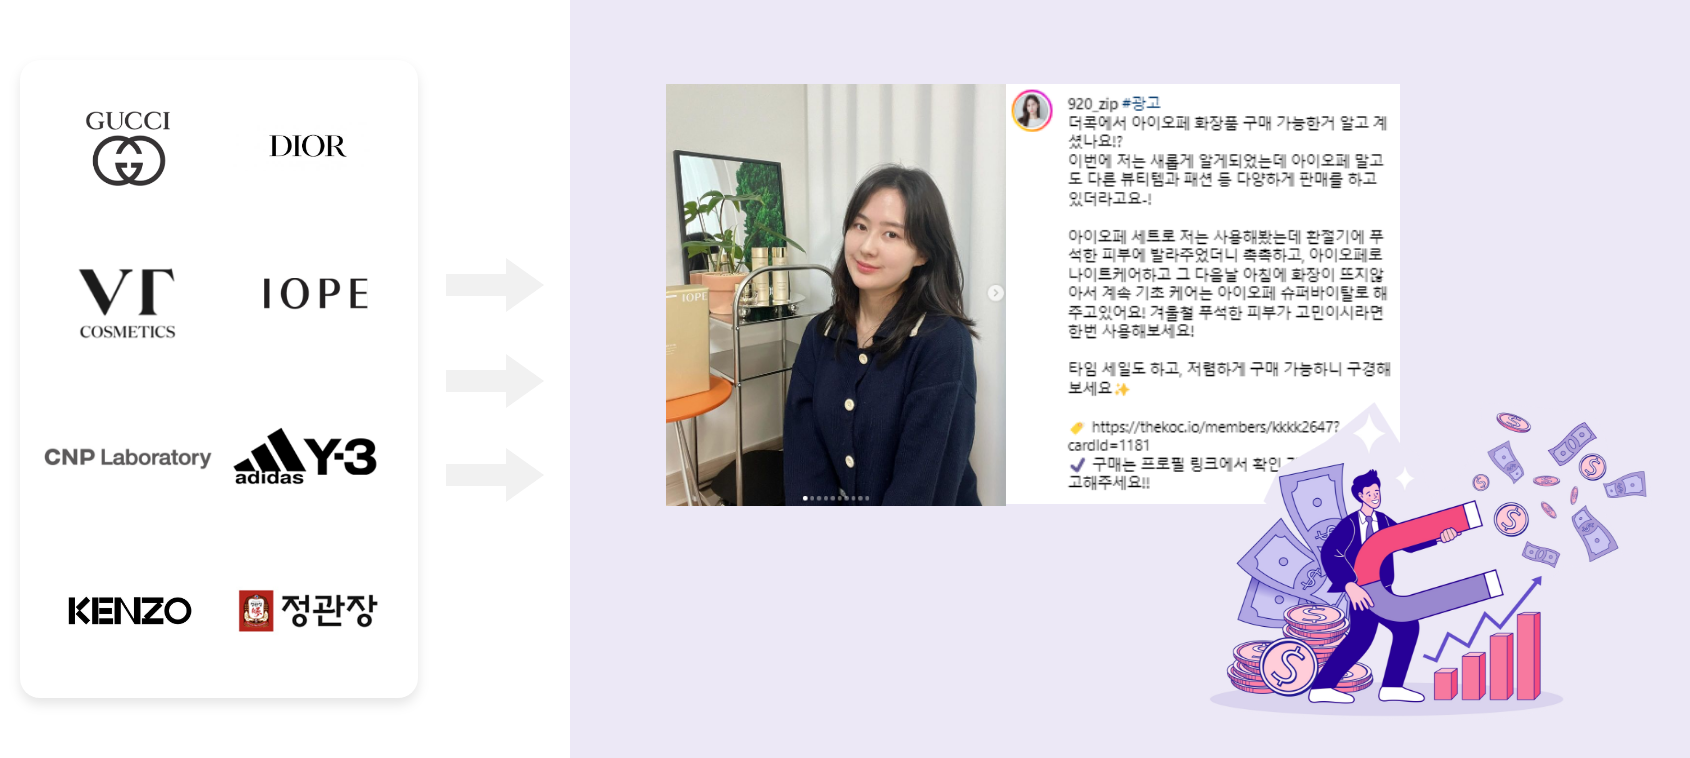 GUCCI
DIOR
VT
COSMETICS
IOPE
CNP Laboratory
adidas
Y-3
KENZO
정관장
IOPE
920_zip #광고
더콕에서 아이오페 화장품 구매 가능한거 알고 계
셨나요!?
이번에 저는 새롭게 알게되었는데 아이오페 말고
도 다른 뷰티템과 패션 등 다양하게 판매를 하고
있더라고요-!
아이오페 세트로 저는 사용해봤는데 환절기에 푸
석한 피부에 발라주었더니 촉촉하고, 아이오페로
나이트케어하고 그 다음날 아침에 화장이 뜨지않
아서 계속 기초 케어는 아이오페 슈퍼바이탈로 해
주고있어요! 겨울철 푸석한 피부가 고민이시라면
한번 사용해보세요!
타임 세일도 하고, 저렴하게 구매 가능하니 구경해
보세요✨
https://thekoc.io/members/kkkk2647?
cardId=1181
✔ 구매는 프로필 링크에서 확인
고해주세요!!